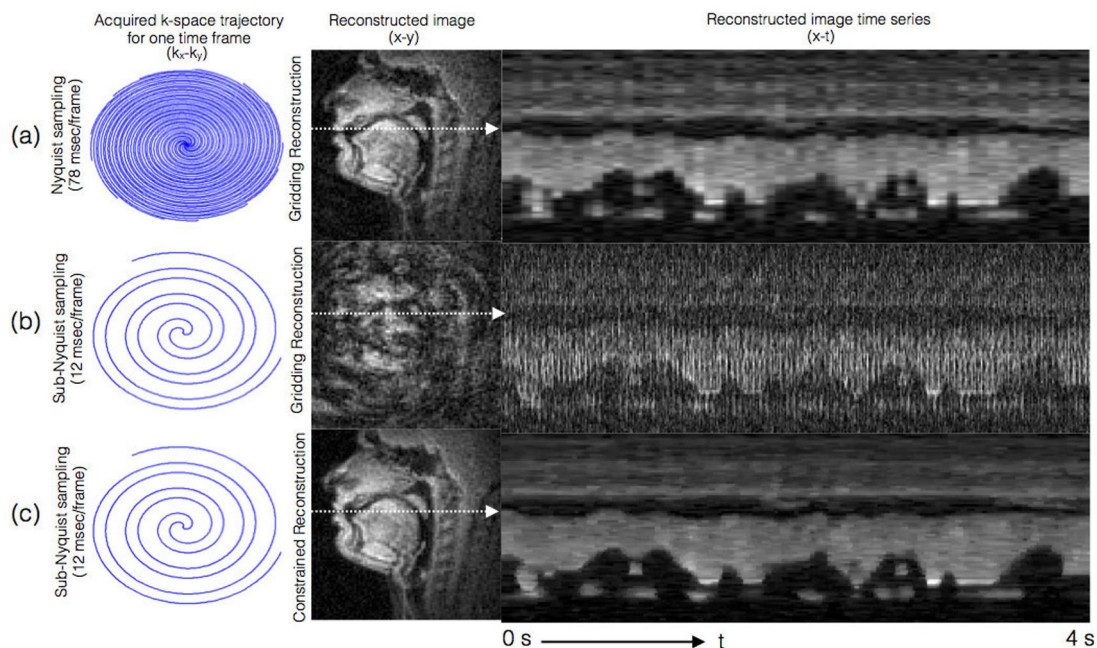 Acquired k-space trajectory
for one time frame
(kx-ky)
Reconstructed image
(x-y)
Reconstructed image time series
(x-t)
(a)
Nyquist sampling
(78 msec/frame)
Gridding Reconstruction
(b)
Sub-Nyquist sampling
(12 msec/frame)
Gridding Reconstruction
(c)
Sub-Nyquist sampling
(12 msec/frame)
Constrained Reconstruction
0 s
t
4 s